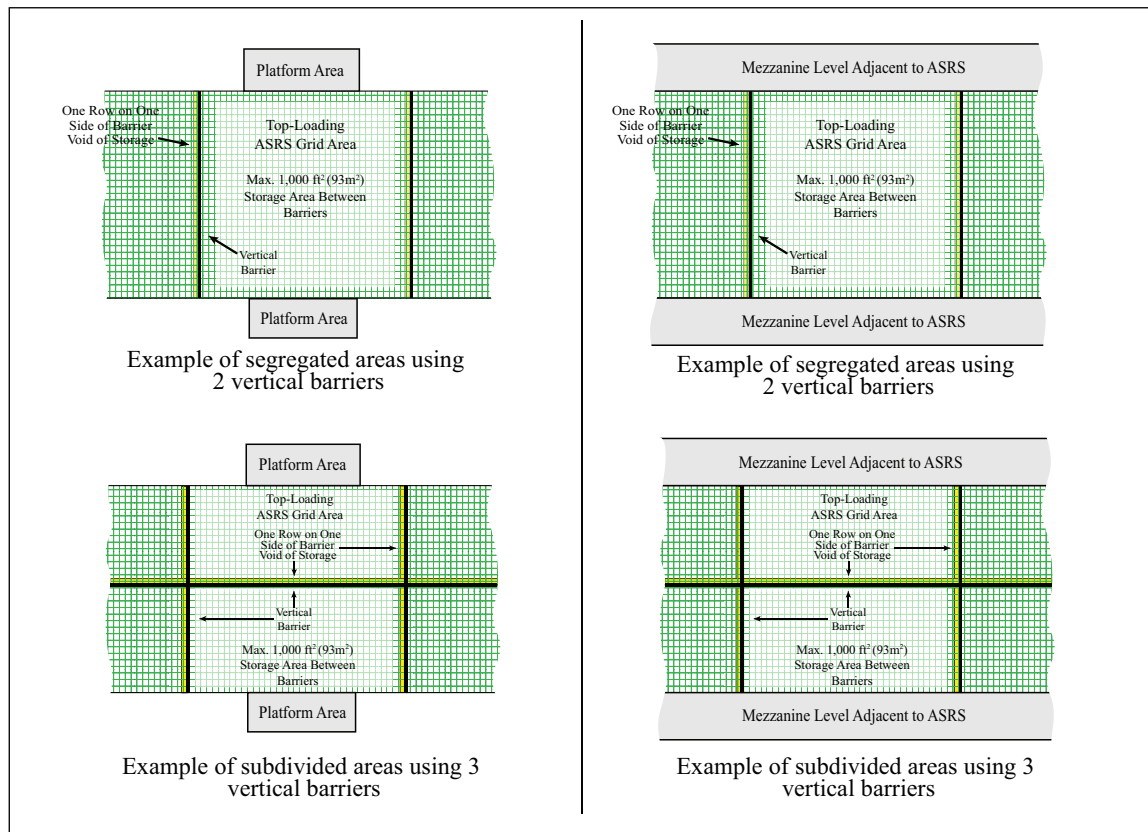 Platform Area
One Row on One
Side of Barrier
Void of Storage
Top-Loading
ASRS Grid Area
Max. 1,000 ft² (93m²)
Storage Area Between
Barriers
Vertical
Barrier
Platform Area
Example of segregated areas using
2 vertical barriers
Mezzanine Level Adjacent to ASRS
One Row on One
Side of Barrier
Void of Storage
Top-Loading
ASRS Grid Area
Max. 1,000 ft² (93m²)
Storage Area Between
Barriers
Vertical
Barrier
Mezzanine Level Adjacent to ASRS
Example of segregated areas using
2 vertical barriers
Platform Area
Top-Loading
ASRS Grid Area
One Row on One
Side of Barrier
Void of Storage
Vertical
Barrier
Max. 1,000 ft² (93m²)
Storage Area Between
Barriers
Platform Area
Example of subdivided areas using 3
vertical barriers
Mezzanine Level Adjacent to ASRS
Top-Loading
ASRS Grid Area
One Row on One
Side of Barrier
Void of Storage
Vertical
Barrier
Max. 1,000 ft² (93m²)
Storage Area Between
Barriers
Mezzanine Level Adjacent to ASRS
Example of subdivided areas using 3
vertical barriers